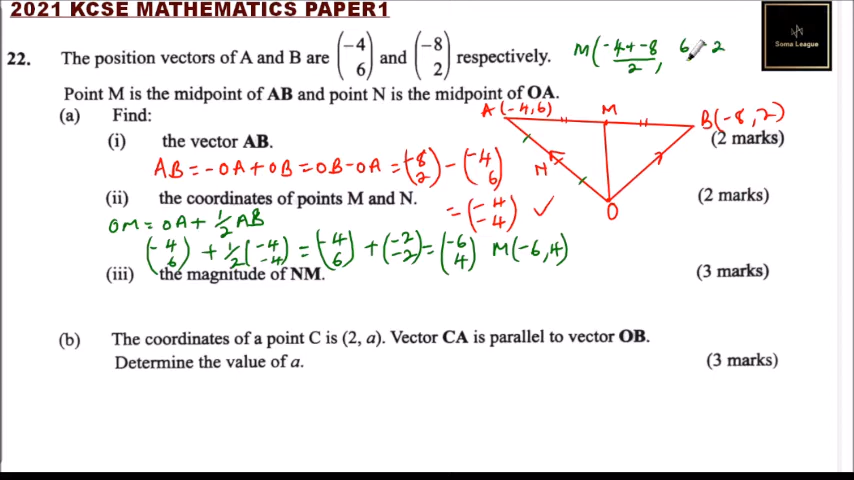 2021 KCSE MATHEMATICS PAPER1
22. The position vectors of A and B are (-4 6) and (-8 2) respectively.
M(-4+-8/2, 6 2
Soma League
Point M is the midpoint of AB and point N is the midpoint of OA.
(a) Find:
A(-4,6) M B(-8,2)
(i) the vector AB. (2 marks)
AB = -OA+OB = OB-OA = (-8 2) - (-4 6)
N
= (-4 -4) ✓
O
(ii) the coordinates of points M and N. (2 marks)
OM = OA + 1/2 AB
(-4 6) + 1/2 (-4 -4) = (-4 6) + (-2 -2) = (-6 4) M(-6,4)
(iii) the magnitude of NM. (3 marks)
(b) The coordinates of a point C is (2, a). Vector CA is parallel to vector OB.
Determine the value of a. (3 marks)